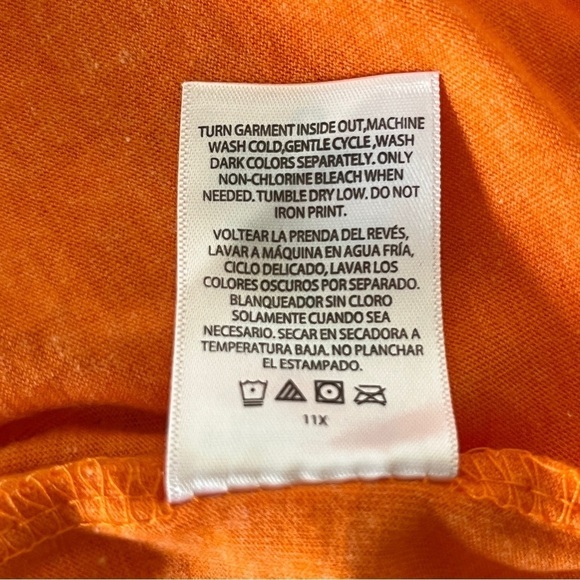 TURN GARMENT INSIDE OUT,MACHINE
WASH COLD,GENTLE CYCLE ,WASH
DARK COLORS SEPARATELY. ONLY
NON-CHLORINE BLEACH WHEN
NEEDED. TUMBLE DRY LOW. DO NOT
IRON PRINT.
VOLTEAR LA PRENDA DEL REVÉS,
LAVAR A MÁQUINA EN AGUA FRÍA,
CICLO DELICADO, LAVAR LOS
COLORES OSCUROS POR SEPARADO.
BLANQUEADOR SIN CLORO
SOLAMENTE CUANDO SEA
NECESARIO. SECAR EN SECADORA A
TEMPERATURA BAJA. NO PLANCHAR
EL ESTAMPADO.
11X